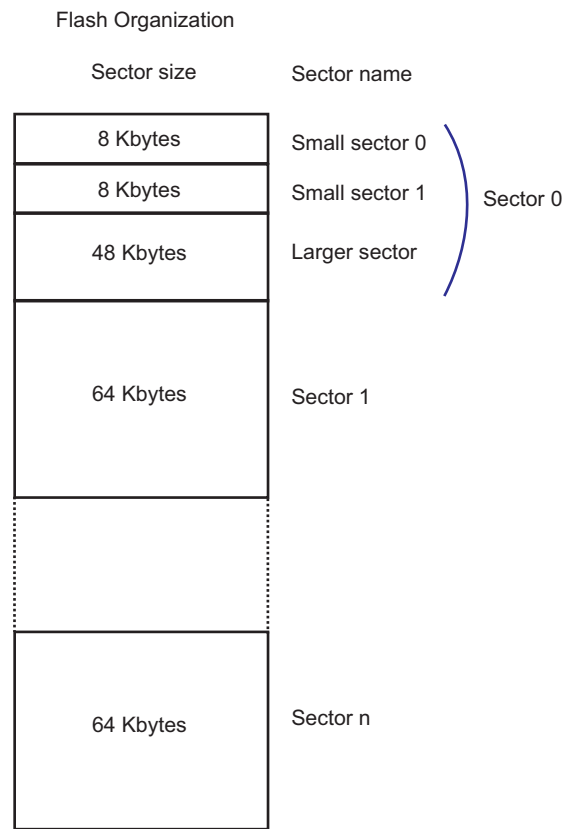 Flash Organization
Sector size
Sector name
8 Kbytes
Small sector 0
8 Kbytes
Small sector 1
Sector 0
48 Kbytes
Larger sector
64 Kbytes
Sector 1
64 Kbytes
Sector n